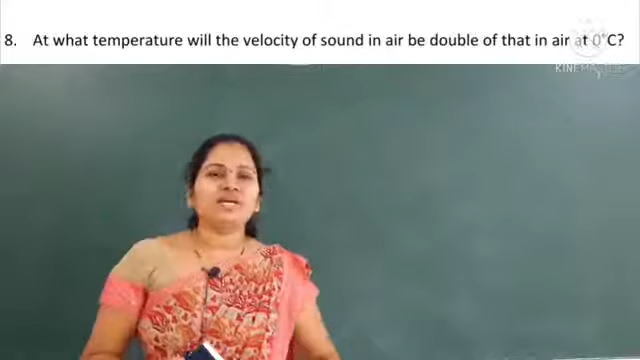 8. At what temperature will the velocity of sound in air be double of that in air at 0°C?